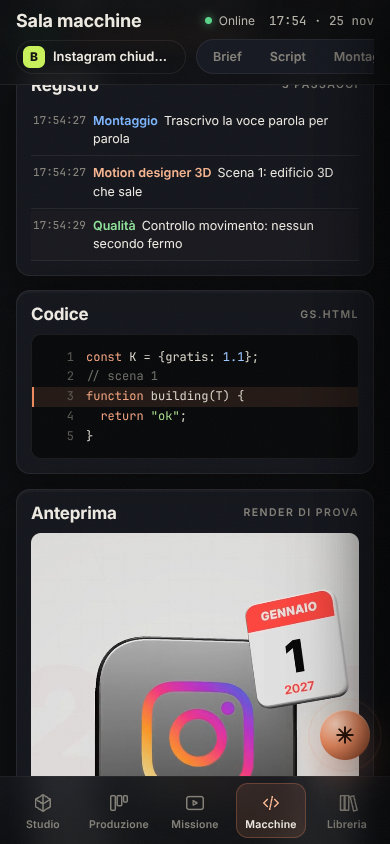 Sala macchine
Online 17:54 · 25 nov
B Instagram chiud... Brief Script
Registro
17:54:27 Montaggio Trascrivo la voce parola per
parola
17:54:27 Motion designer 3D Scena 1: edificio 3D
che sale
17:54:29 Qualità Controllo movimento: nessun
secondo fermo
Codice GS.HTML
1 const K = {gratis: 1.1};
2 // scena 1
3 function building(T) {
4 return "ok";
5 }
Anteprima RENDER DI PROVA
GENNAIO
1
2027
Studio Produzione Missione Macchine Libreria